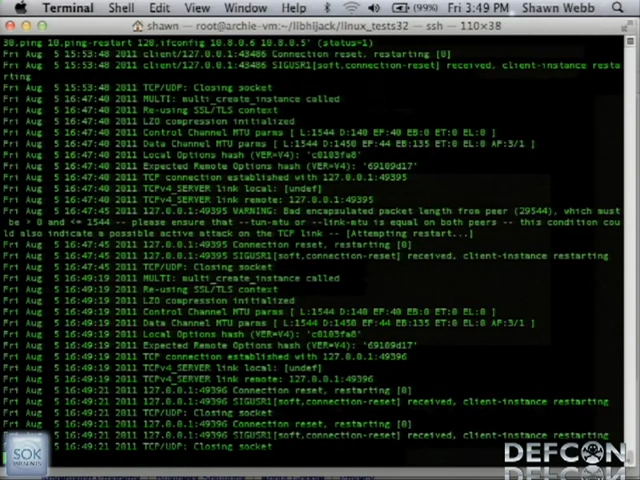 Terminal Shell Edit View Window Help (99%) Fri 3:49 PM Shawn Webb
shawn — root@archie-vm:~/libhijack/linux_tests32 — ssh — 110×38
30,ping 10,ping-restart 120,ifconfig 10.8.0.6 10.8.0.5' (status=1)
Fri Aug  5 15:53:48 2011 client/127.0.0.1:43486 Connection reset, restarting [0]
Fri Aug  5 15:53:48 2011 client/127.0.0.1:43486 SIGUSR1[soft,connection-reset] received, client-instance resta
rting
Fri Aug  5 15:53:48 2011 TCP/UDP: Closing socket
Fri Aug  5 16:47:40 2011 MULTI: multi_create_instance called
Fri Aug  5 16:47:40 2011 Re-using SSL/TLS context
Fri Aug  5 16:47:40 2011 LZO compression initialized
Fri Aug  5 16:47:40 2011 Control Channel MTU parms [ L:1544 D:140 EF:40 EB:0 ET:0 EL:0 ]
Fri Aug  5 16:47:40 2011 Data Channel MTU parms [ L:1544 D:1450 EF:44 EB:135 ET:0 EL:0 AF:3/1 ]
Fri Aug  5 16:47:40 2011 Local Options hash (VER=V4): 'c0103fa8'
Fri Aug  5 16:47:40 2011 Expected Remote Options hash (VER=V4): '69109d17'
Fri Aug  5 16:47:40 2011 TCP connection established with 127.0.0.1:49395
Fri Aug  5 16:47:40 2011 TCPv4_SERVER link local: [undef]
Fri Aug  5 16:47:40 2011 TCPv4_SERVER link remote: 127.0.0.1:49395
Fri Aug  5 16:47:45 2011 127.0.0.1:49395 WARNING: Bad encapsulated packet length from peer (29544), which must
be > 0 and <= 1544 -- please ensure that --tun-mtu or --link-mtu is equal on both peers -- this condition cou
ld also indicate a possible active attack on the TCP link -- [Attempting restart...]
Fri Aug  5 16:47:45 2011 127.0.0.1:49395 Connection reset, restarting [0]
Fri Aug  5 16:47:45 2011 127.0.0.1:49395 SIGUSR1[soft,connection-reset] received, client-instance restarting
Fri Aug  5 16:47:45 2011 TCP/UDP: Closing socket
Fri Aug  5 16:49:19 2011 MULTI: multi_create_instance called
Fri Aug  5 16:49:19 2011 Re-using SSL/TLS context
Fri Aug  5 16:49:19 2011 LZO compression initialized
Fri Aug  5 16:49:19 2011 Control Channel MTU parms [ L:1544 D:140 EF:40 EB:0 ET:0 EL:0 ]
Fri Aug  5 16:49:19 2011 Data Channel MTU parms [ L:1544 D:1450 EF:44 EB:135 ET:0 EL:0 AF:3/1 ]
Fri Aug  5 16:49:19 2011 Local Options hash (VER=V4): 'c0103fa8'
Fri Aug  5 16:49:19 2011 Expected Remote Options hash (VER=V4): '69109d17'
Fri Aug  5 16:49:19 2011 TCP connection established with 127.0.0.1:49396
Fri Aug  5 16:49:19 2011 TCPv4_SERVER link local: [undef]
Fri Aug  5 16:49:19 2011 TCPv4_SERVER link remote: 127.0.0.1:49396
Fri Aug  5 16:49:21 2011 127.0.0.1:49396 Connection reset, restarting [0]
Fri Aug  5 16:49:21 2011 127.0.0.1:49396 SIGUSR1[soft,connection-reset] received, client-instance restarting
Fri Aug  5 16:49:21 2011 127.0.0.1:49396 Connection reset, restarting [0]
Fri Aug  5 16:49:21 2011 127.0.0.1:49396 SIGUSR1[soft,connection-reset] received, client-instance restarting
Fri Aug  5 16:49:21 2011 TCP/UDP: Closing socket
SOK
PRESENTS
DEFCON